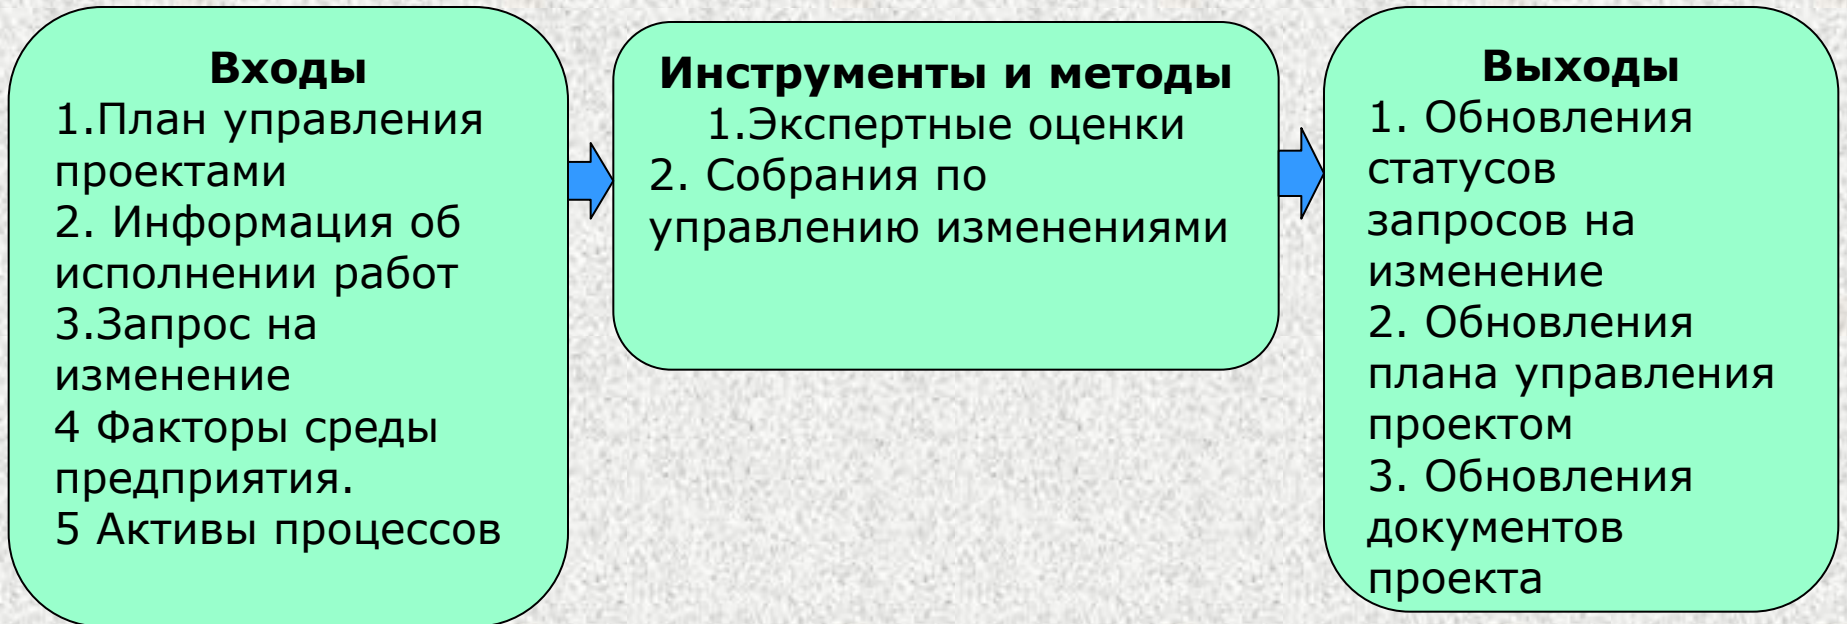 Входы
1.План управления
проектами
2. Информация об
исполнении работ
3.Запрос на
изменение
4 Факторы среды
предприятия.
5 Активы процессов
Инструменты и методы
1.Экспертные оценки
2. Собрания по
управлению изменениями
Выходы
1. Обновления
статусов
запросов на
изменение
2. Обновления
плана управления
проектом
3. Обновления
документов
проекта